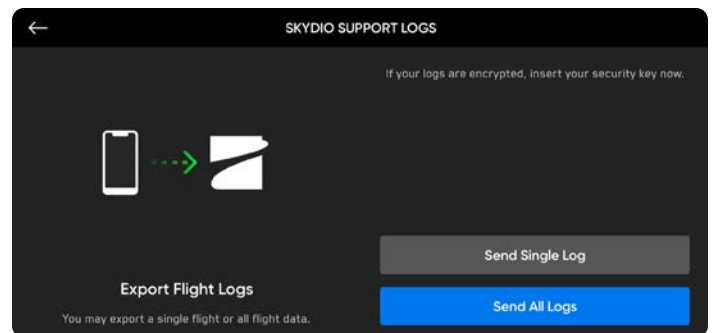 SKYDIO SUPPORT LOGS
If your logs are encrypted, insert your security key now.
Send Single Log
Export Flight Logs
Send All Logs
You may export a single flight or all flight data.